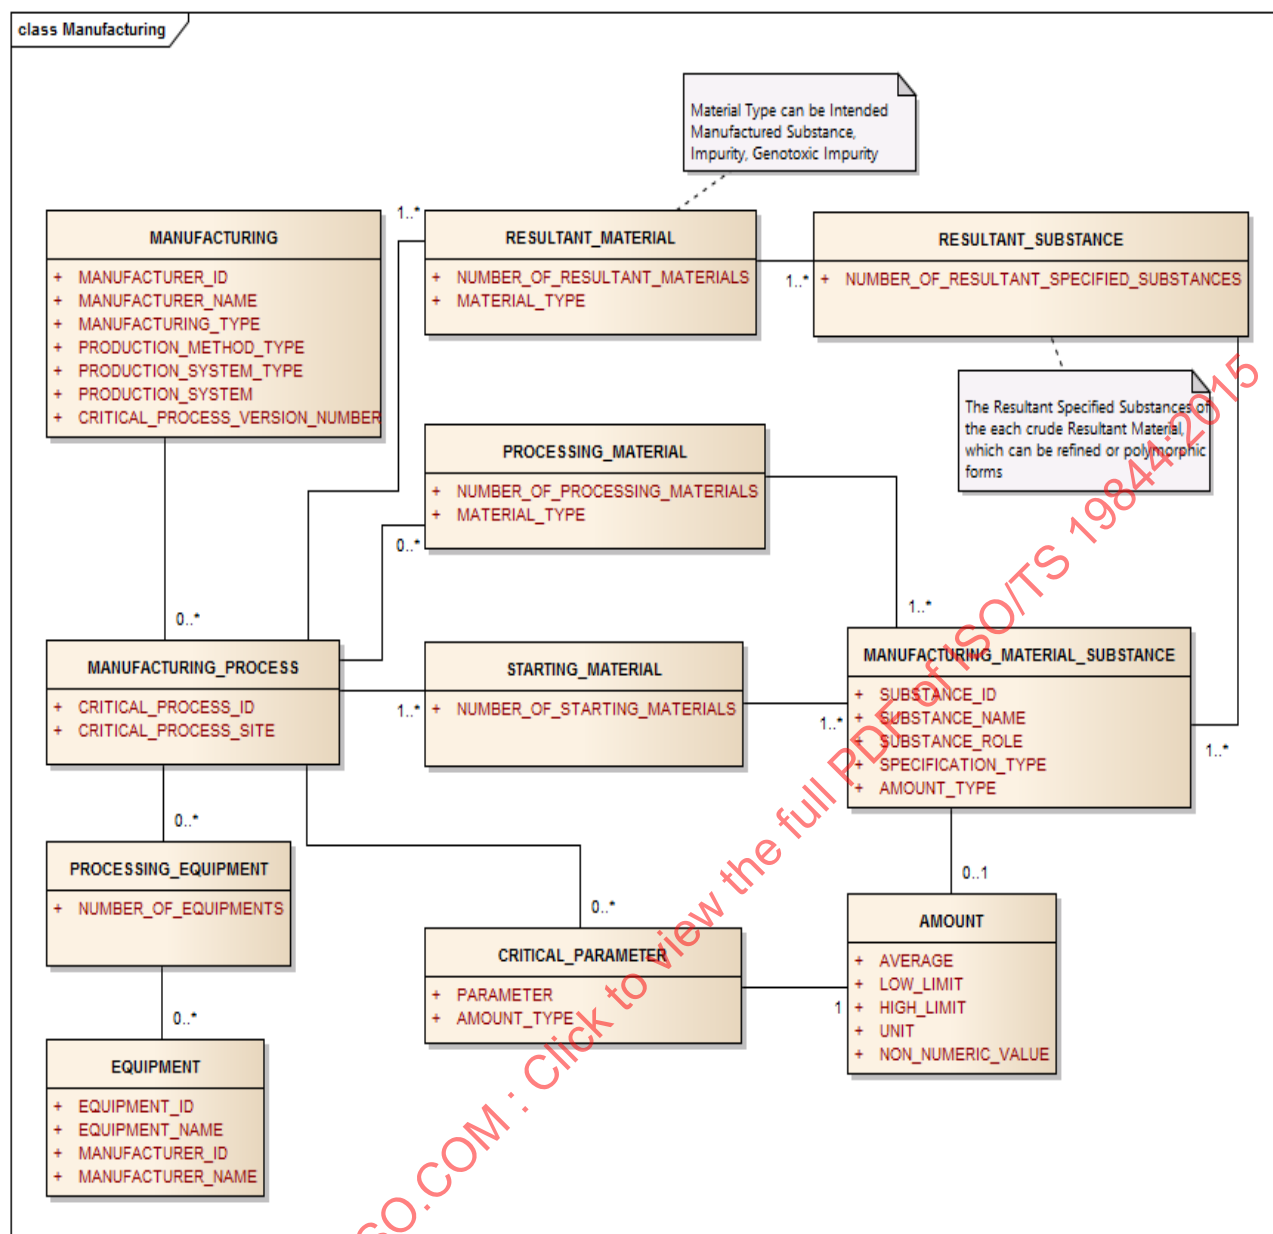 class Manufacturing
Material Type can be Intended
Manufactured Substance,
Impurity, Genotoxic Impurity
MANUFACTURING
+ MANUFACTURER_ID
+ MANUFACTURER_NAME
+ MANUFACTURING_TYPE
+ PRODUCTION_METHOD_TYPE
+ PRODUCTION_SYSTEM_TYPE
+ PRODUCTION_SYSTEM
+ CRITICAL_PROCESS_VERSION_NUMBER
1..*
RESULTANT_MATERIAL
+ NUMBER_OF_RESULTANT_MATERIALS
+ MATERIAL_TYPE
1..*
RESULTANT_SUBSTANCE
+ NUMBER_OF_RESULTANT_SPECIFIED_SUBSTANCES
The Resultant Specified Substances of
the each crude Resultant Material,
which can be refined or polymorphic
forms
PROCESSING_MATERIAL
+ NUMBER_OF_PROCESSING_MATERIALS
+ MATERIAL_TYPE
0..*
1..*
0..*
MANUFACTURING_PROCESS
+ CRITICAL_PROCESS_ID
+ CRITICAL_PROCESS_SITE
1..*
STARTING_MATERIAL
+ NUMBER_OF_STARTING_MATERIALS
1..*
MANUFACTURING_MATERIAL_SUBSTANCE
+ SUBSTANCE_ID
+ SUBSTANCE_NAME
+ SUBSTANCE_ROLE
+ SPECIFICATION_TYPE
+ AMOUNT_TYPE
1..*
0..*
PROCESSING_EQUIPMENT
+ NUMBER_OF_EQUIPMENTS
0..*
CRITICAL_PARAMETER
+ PARAMETER
+ AMOUNT_TYPE
0..1
1
AMOUNT
+ AVERAGE
+ LOW_LIMIT
+ HIGH_LIMIT
+ UNIT
+ NON_NUMERIC_VALUE
0..*
EQUIPMENT
+ EQUIPMENT_ID
+ EQUIPMENT_NAME
+ MANUFACTURER_ID
+ MANUFACTURER_NAME
SO.COM : Click to view the full PDF of ISO/TS 19844:2015